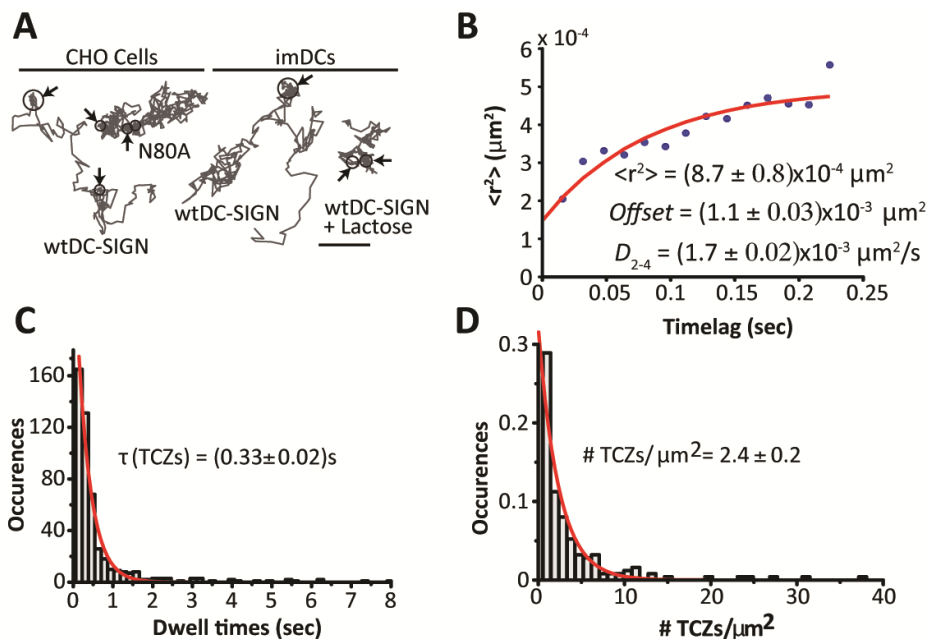 A
CHO Cells
imDCs
N80A
wtDC-SIGN
wtDC-SIGN
wtDC-SIGN
+ Lactose
B
x 10⁻⁴
6
5
4
3
2
1
0
<r²> (μm²)
<r²> = (8.7 ± 0.8)x10⁻⁴ μm²
Offset = (1.1 ± 0.03)x10⁻³ μm²
D₂₋₄ = (1.7 ± 0.02)x10⁻³ μm²/s
0 0.05 0.1 0.15 0.2 0.25
Timelag (sec)
C
160
120
80
40
0
Occurences
τ (TCZs) = (0.33±0.02)s
0 1 2 3 4 5 6 7 8
Dwell times (sec)
D
0.3
0.2
0.1
0
Occurences
# TCZs/μm² = 2.4 ± 0.2
0 10 20 30 40
# TCZs/μm²